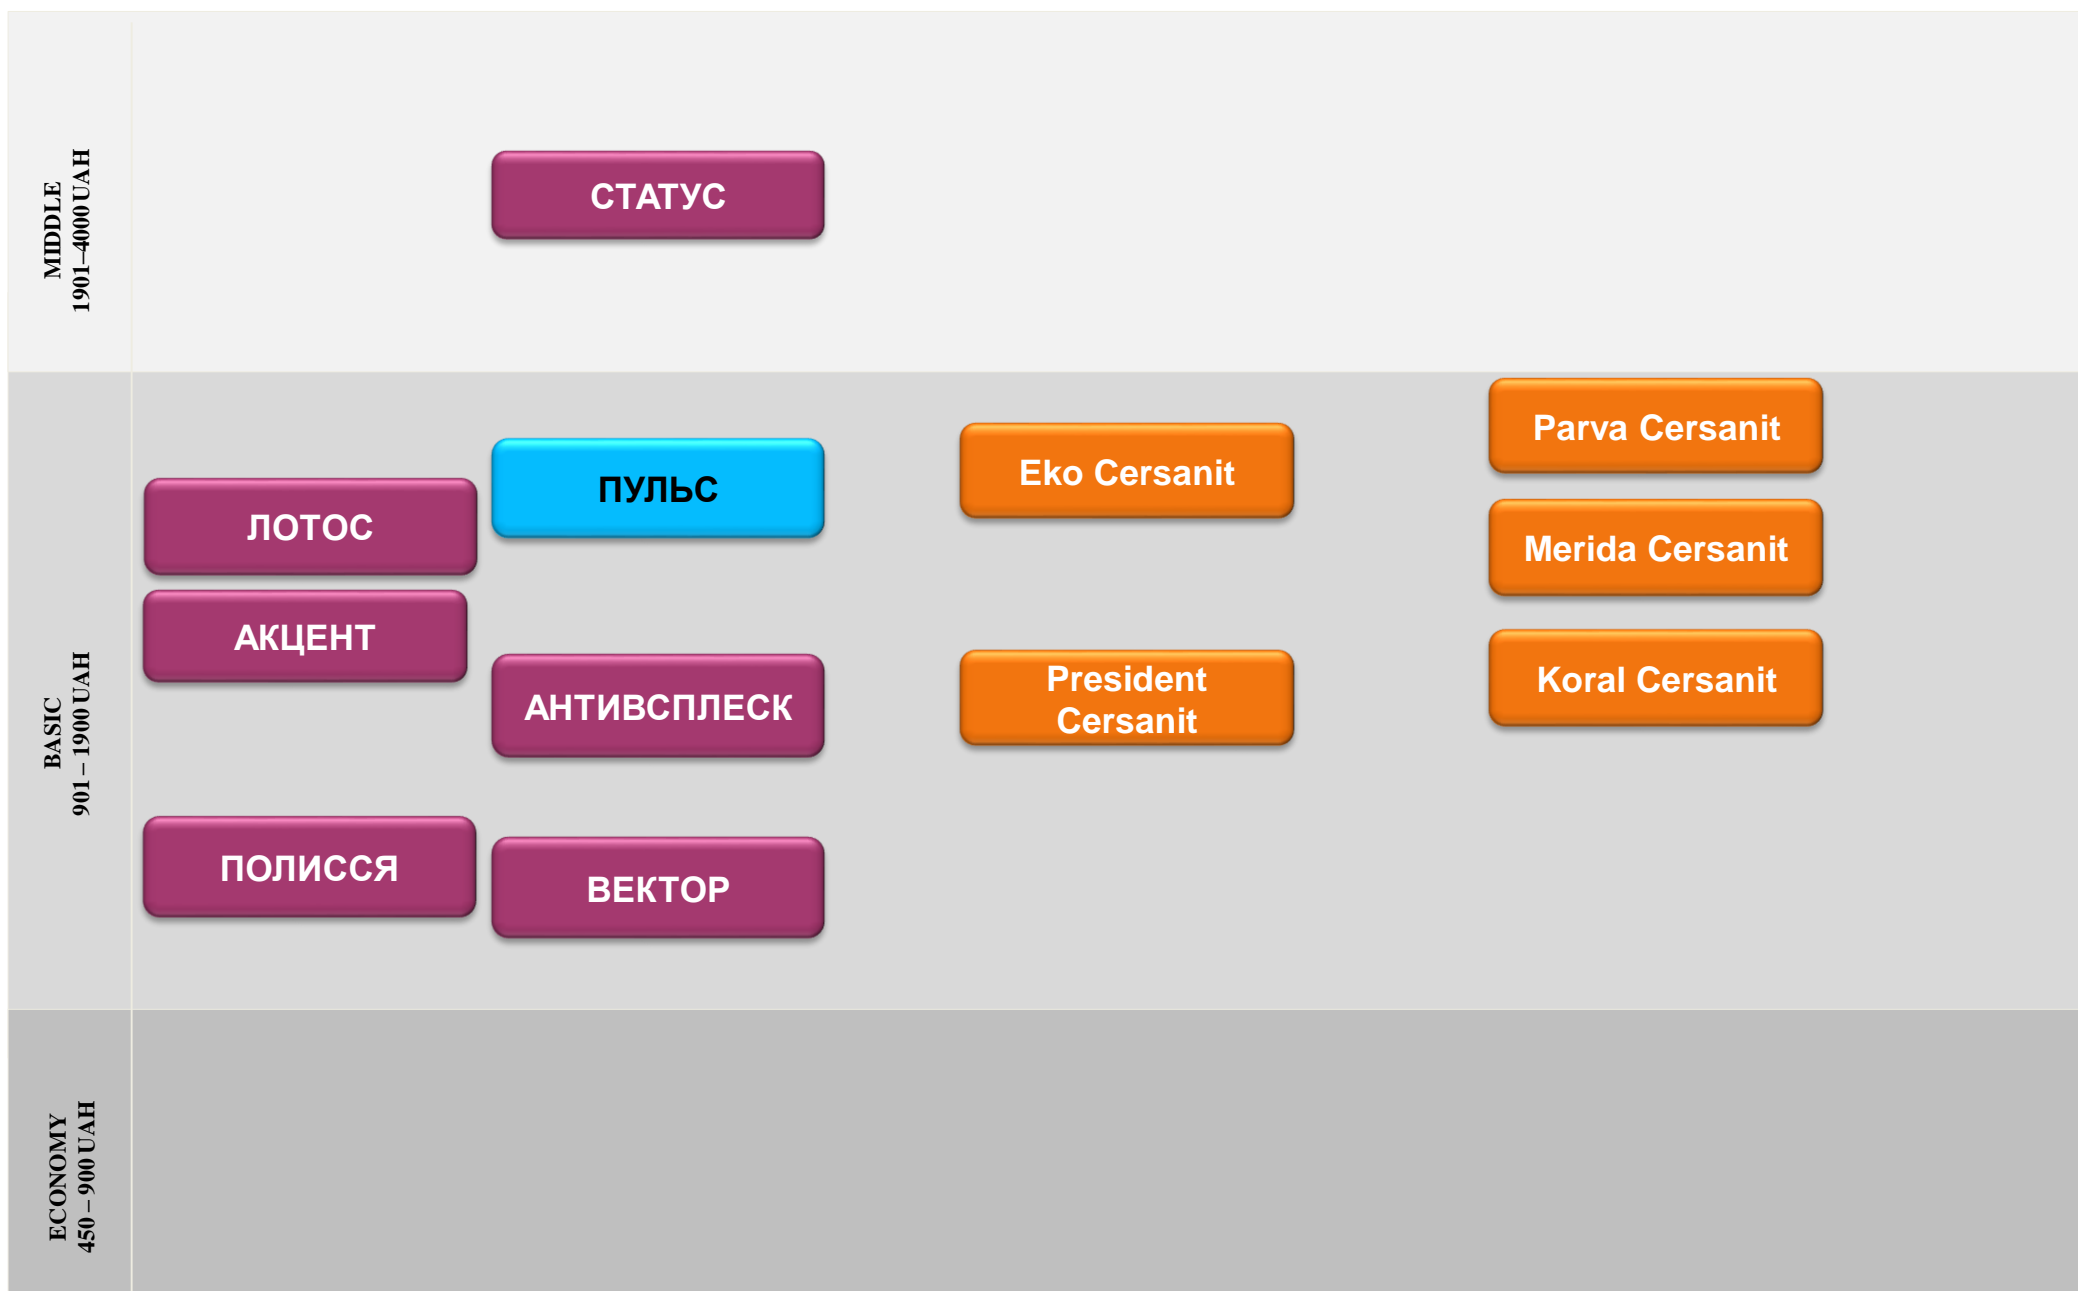 MIDDLE
1901–4000 UAH
СТАТУС
BASIC
901 – 1900 UAH
ЛОТОС
АКЦЕНТ
ПОЛИССЯ
ПУЛЬС
АНТИВСПЛЕСК
ВЕКТОР
Eko Cersanit
President
Cersanit
Parva Cersanit
Merida Cersanit
Koral Cersanit
ECONOMY
450 – 900 UAH